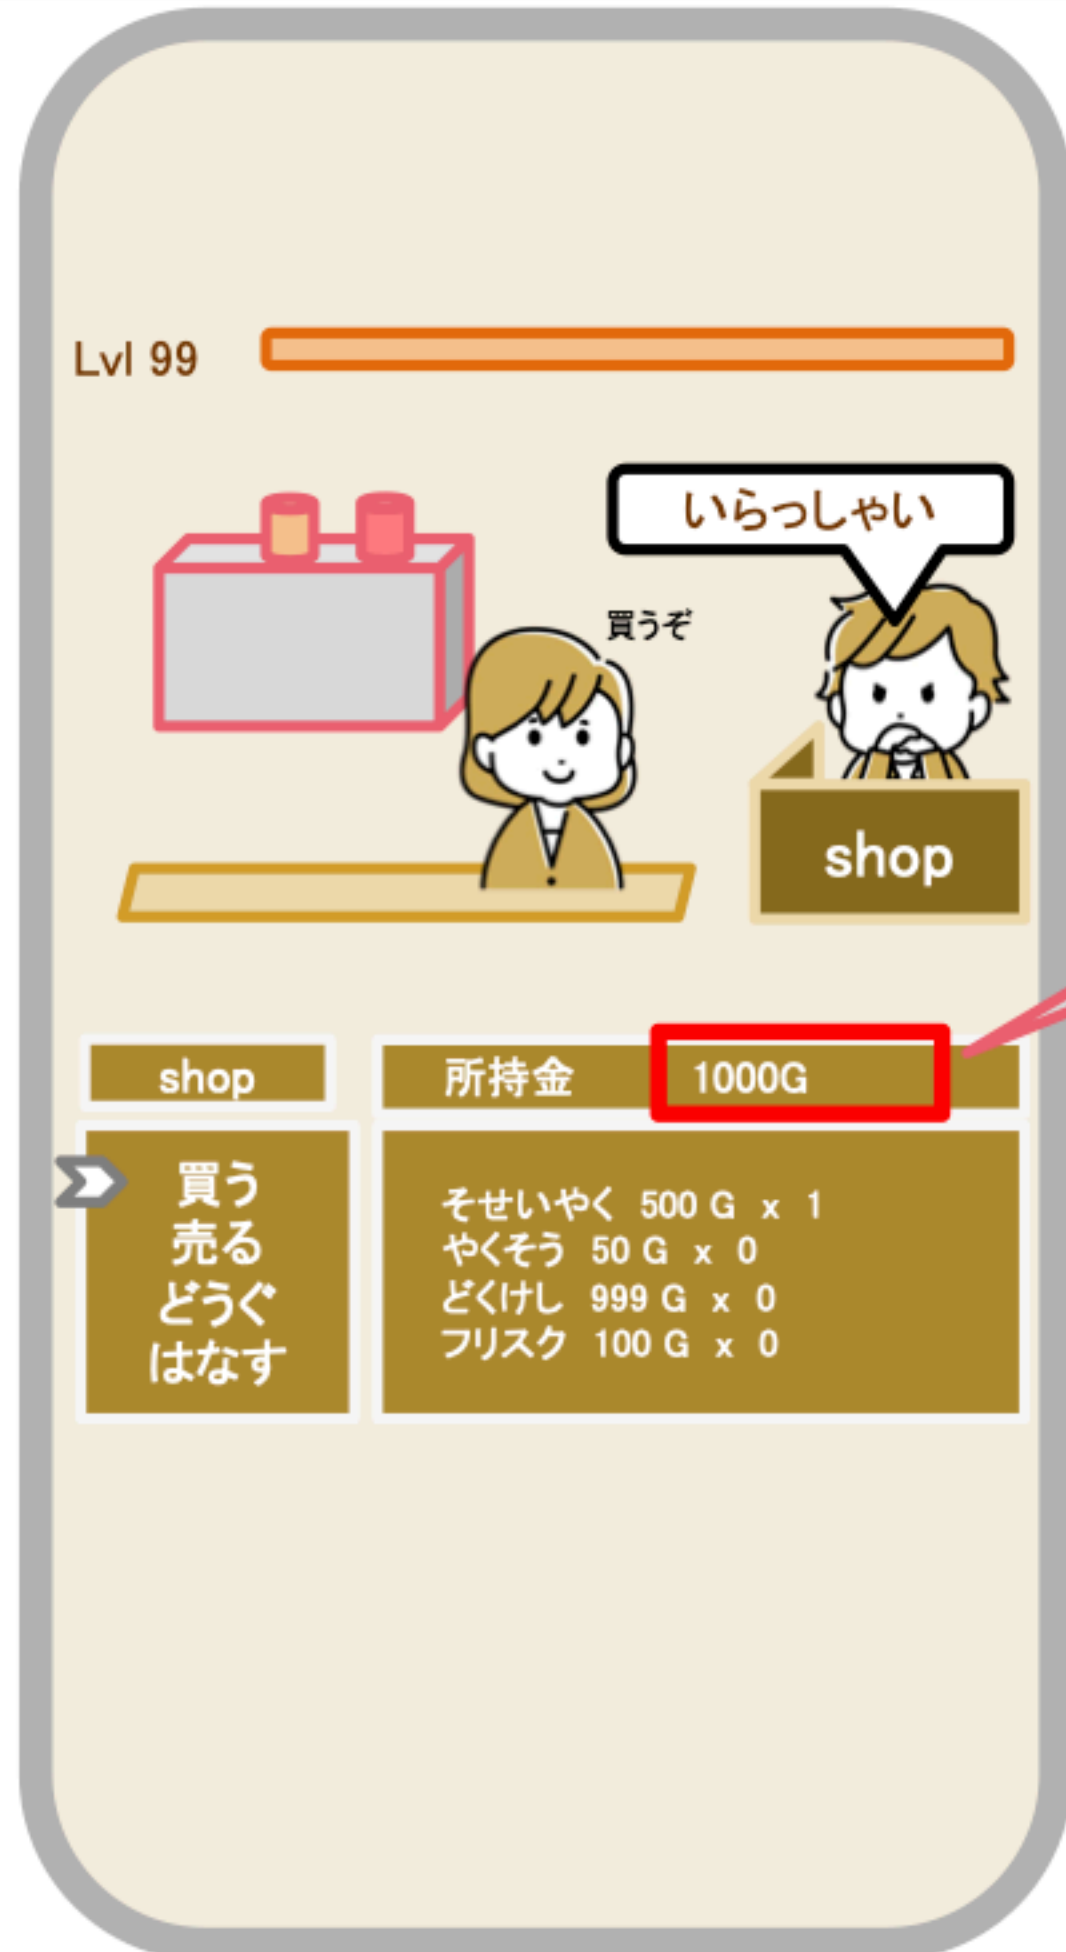 Lvl 99
いらっしゃい
買うぞ
shop
shop
所持金 1000G
買う
売る
どうぐ
はなす
そせいやく 500 G x 1
やくそう 50 G x 0
どくけし 999 G x 0
フリスク 100 G x 0